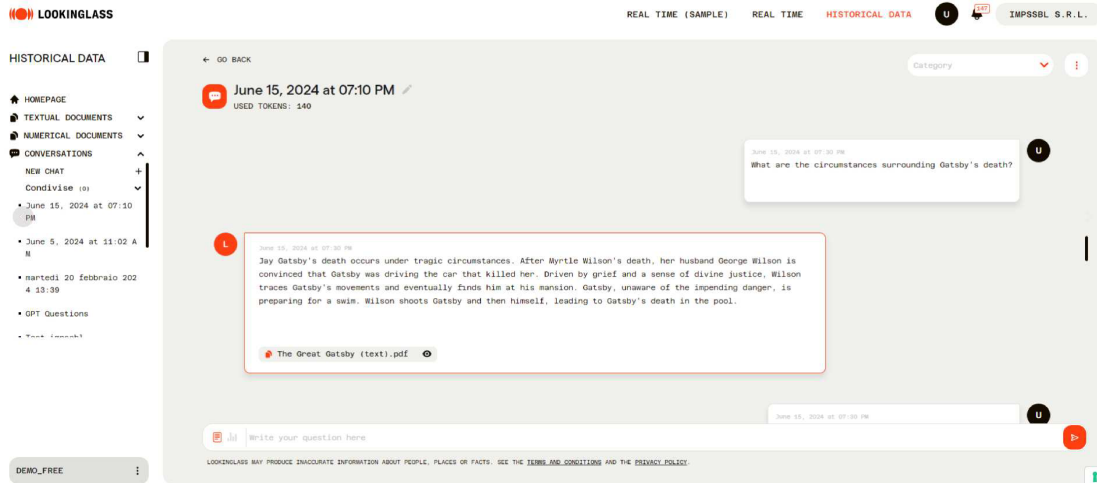 LOOKINGLASS
REAL TIME (SAMPLE)
REAL TIME
HISTORICAL DATA
U
147
IMPSSBL S.R.L.
HISTORICAL DATA
HOMEPAGE
TEXTUAL DOCUMENTS
NUMERICAL DOCUMENTS
CONVERSATIONS
NEW CHAT
Condivise (0)
June 15, 2024 at 07:10
PM
June 5, 2024 at 11:02 A
M
martedì 20 febbraio 202
4 13:39
GPT Questions
DEMO_FREE
← GO BACK
Category
June 15, 2024 at 07:10 PM
USED TOKENS: 140
June 15, 2024 at 07:30 PM
What are the circumstances surrounding Gatsby's death?
U
L
June 15, 2024 at 07:30 PM
Jay Gatsby's death occurs under tragic circumstances. After Myrtle Wilson's death, her husband George Wilson is
convinced that Gatsby was driving the car that killed her. Driven by grief and a sense of divine justice, Wilson
traces Gatsby's movements and eventually finds him at his mansion. Gatsby, unaware of the impending danger, is
preparing for a swim. Wilson shoots Gatsby and then himself, leading to Gatsby's death in the pool.
The Great Gatsby (text).pdf
June 15, 2024 at 07:30 PM
U
Write your question here
LOOKINGLASS MAY PRODUCE INACCURATE INFORMATION ABOUT PEOPLE, PLACES OR FACTS. SEE THE TERMS AND CONDITIONS AND THE PRIVACY POLICY.